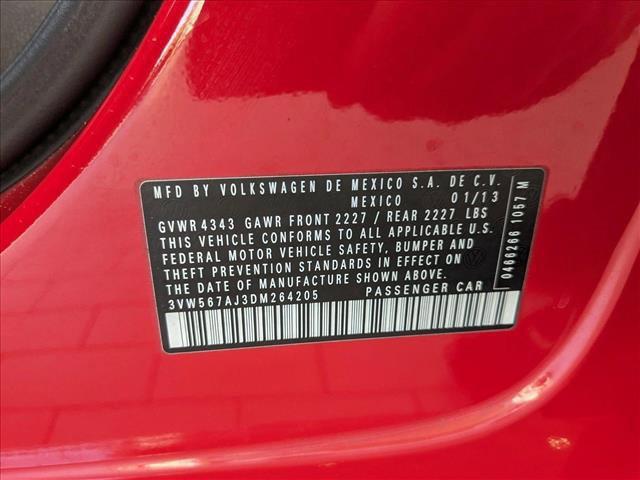 MFD BY VOLKSWAGEN DE MEXICO S.A. DE C.V.
MEXICO 01/13
GVWR 4343 GAWR FRONT 2227 / REAR 2227 LBS
THIS VEHICLE CONFORMS TO ALL APPLICABLE U.S.
FEDERAL MOTOR VEHICLE SAFETY, BUMPER AND
THEFT PREVENTION STANDARDS IN EFFECT ON
THE DATE OF MANUFACTURE SHOWN ABOVE.
3VW567AJ3DM264205 PASSENGER CAR
0466266 1057 M